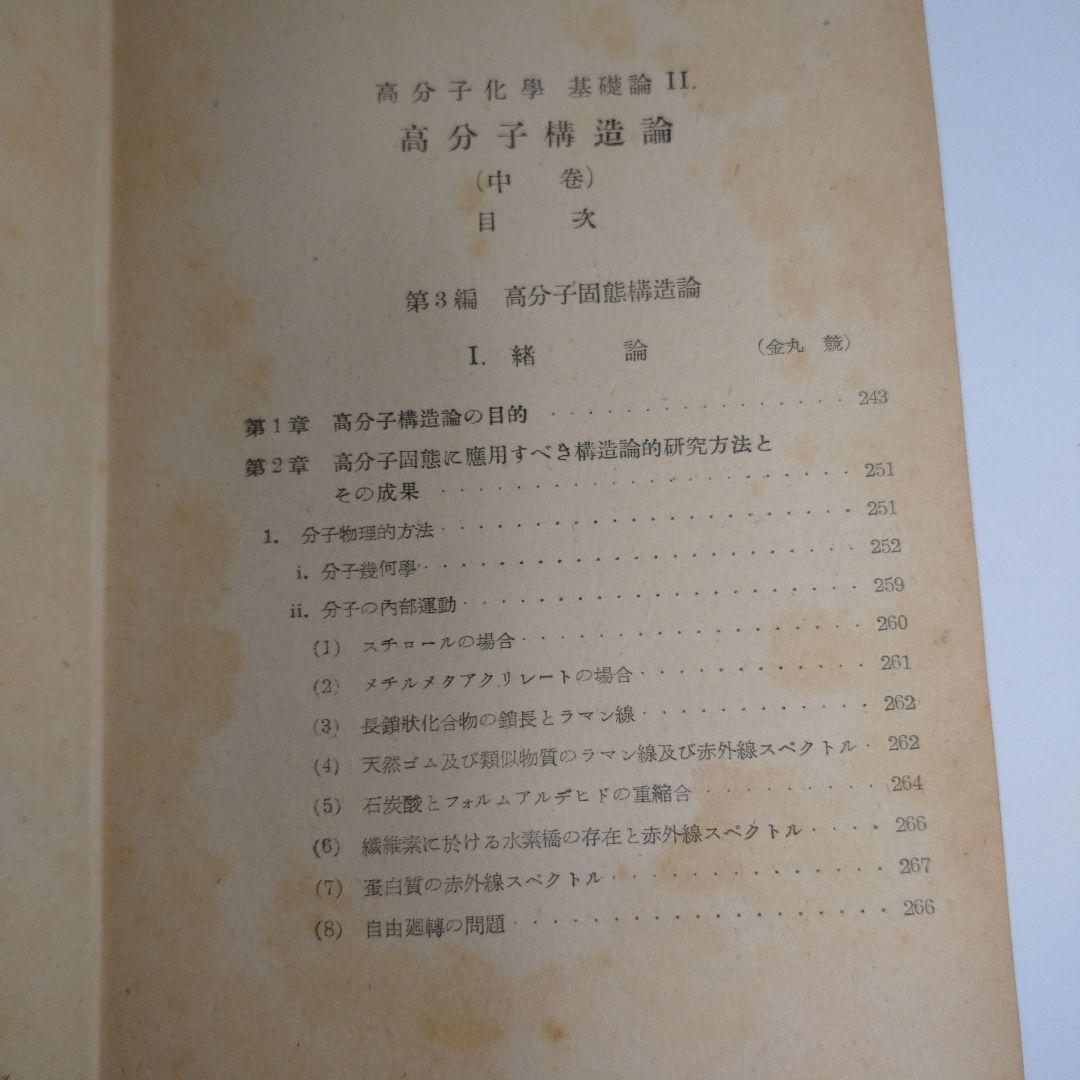 高分子化學 基礎論 II.
高分子構造論
(中 卷)
目 次
第3編 高分子固態構造論
I. 緒 論 (金丸 競)
第1章 高分子構造論の目的 ················ 243
第2章 高分子固態に應用すべき構造論的研究方法と
その成果 ······················ 251
1. 分子物理的方法 ······················ 251
i. 分子幾何學 ······················· 252
ii. 分子の內部運動 ····················· 259
(1) スチロールの場合 ·················· 260
(2) メチルメタアクリレートの場合 ············ 261
(3) 長鎖狀化合物の鎖長とラマン線 ············ 262
(4) 天然ゴム及び類似物質のラマン線及び赤外線スペクトル · 262
(5) 石炭酸とフォルムアルデヒドの重縮合 ········· 264
(6) 纖維素に於ける水素橋の存在と赤外線スペクトル ···· 266
(7) 蛋白質の赤外線スペクトル ·············· 267
(8) 自由廻轉の問題 ·················· 266